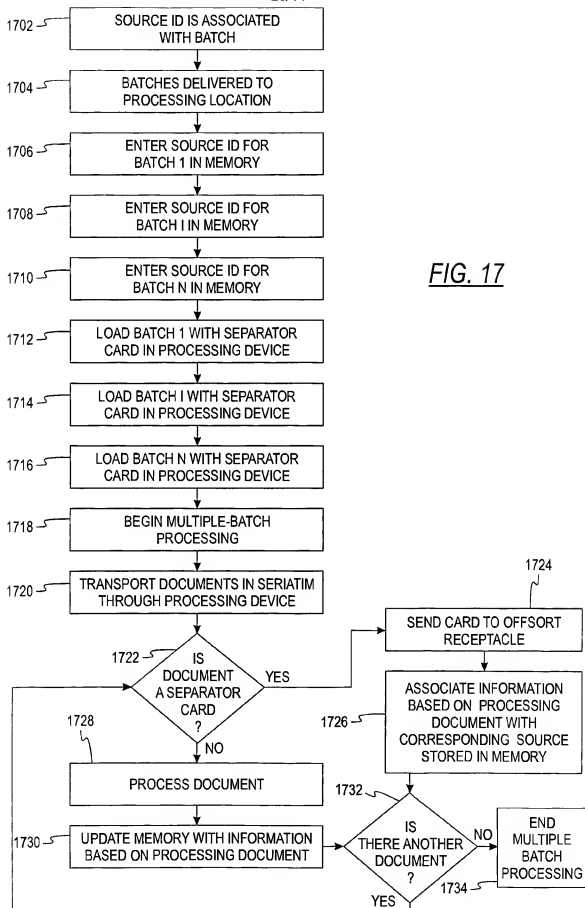 1702
SOURCE ID IS ASSOCIATED
WITH BATCH
1704
BATCHES DELIVERED TO
PROCESSING LOCATION
1706
ENTER SOURCE ID FOR
BATCH 1 IN MEMORY
1708
ENTER SOURCE ID FOR
BATCH I IN MEMORY
1710
ENTER SOURCE ID FOR
BATCH N IN MEMORY
FIG. 17
1712
LOAD BATCH 1 WITH SEPARATOR
CARD IN PROCESSING DEVICE
1714
LOAD BATCH I WITH SEPARATOR
CARD IN PROCESSING DEVICE
1716
LOAD BATCH N WITH SEPARATOR
CARD IN PROCESSING DEVICE
1718
BEGIN MULTIPLE-BATCH
PROCESSING
1720
TRANSPORT DOCUMENTS IN SERIATIM
THROUGH PROCESSING DEVICE
1722
IS
DOCUMENT
A SEPARATOR
CARD
?
YES
NO
1724
SEND CARD TO OFFSORT
RECEPTACLE
1726
ASSOCIATE INFORMATION
BASED ON PROCESSING
DOCUMENT WITH
CORRESPONDING SOURCE
STORED IN MEMORY
1728
PROCESS DOCUMENT
1730
UPDATE MEMORY WITH INFORMATION
BASED ON PROCESSING DOCUMENT
1732
IS
THERE ANOTHER
DOCUMENT
?
NO
YES
END
MULTIPLE
BATCH
PROCESSING
1734